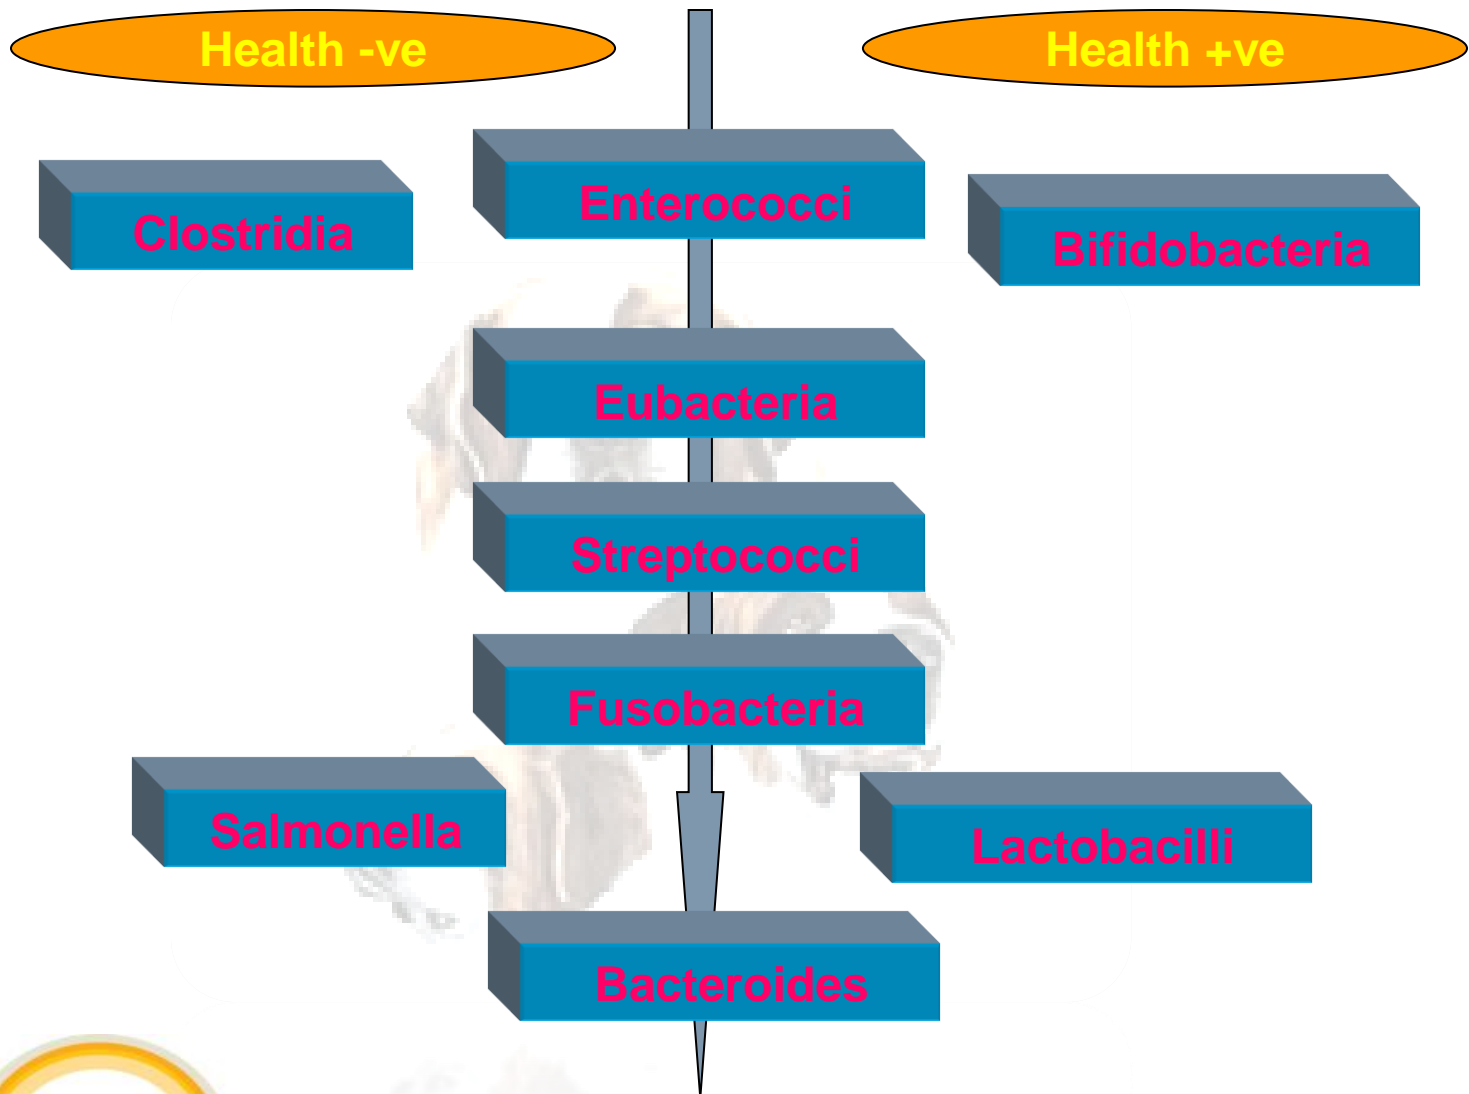 Health -ve
Health +ve
Enterococci
Clostridia
Bifidobacteria
Eubacteria
Streptococci
Fusobacteria
Salmonella
Lactobacilli
Bacteroides